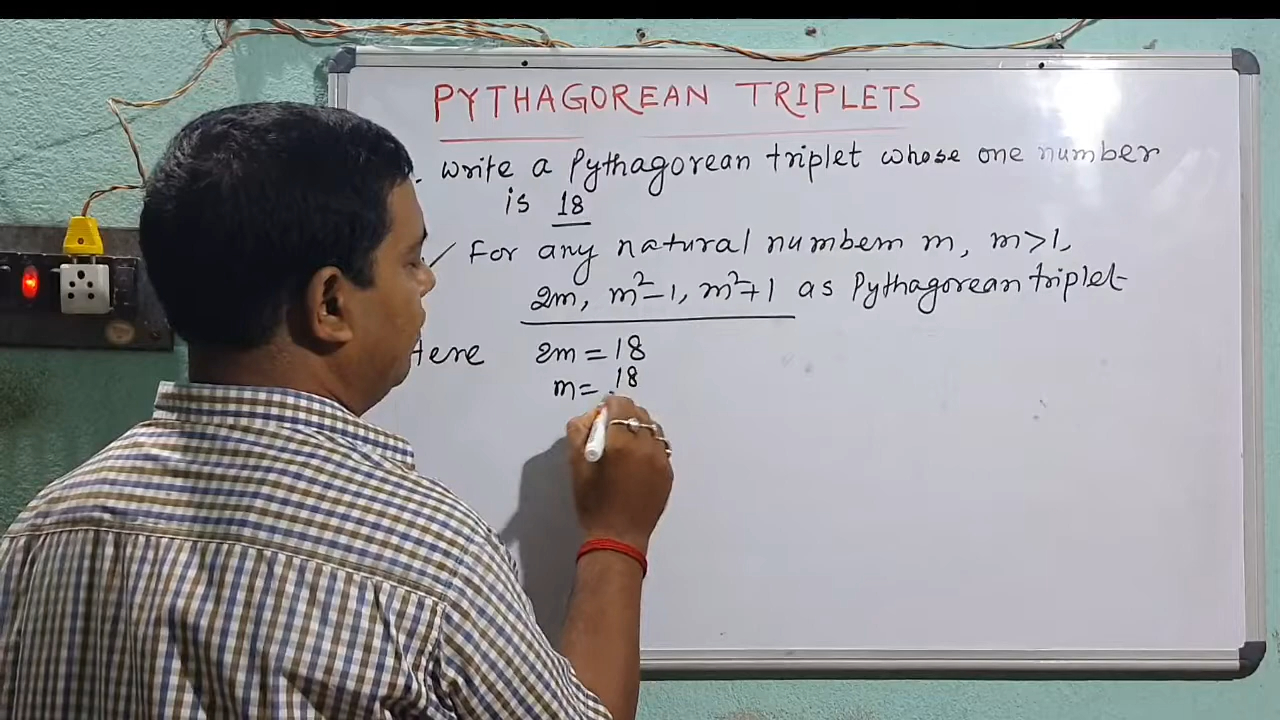 PYTHAGOREAN TRIPLETS
. Write a Pythagorean triplet whose one number
is 18
✓ For any natural numbem m, m>1,
2m, m²-1, m²+1 as Pythagorean triplet
Here 2m = 18
m = 18